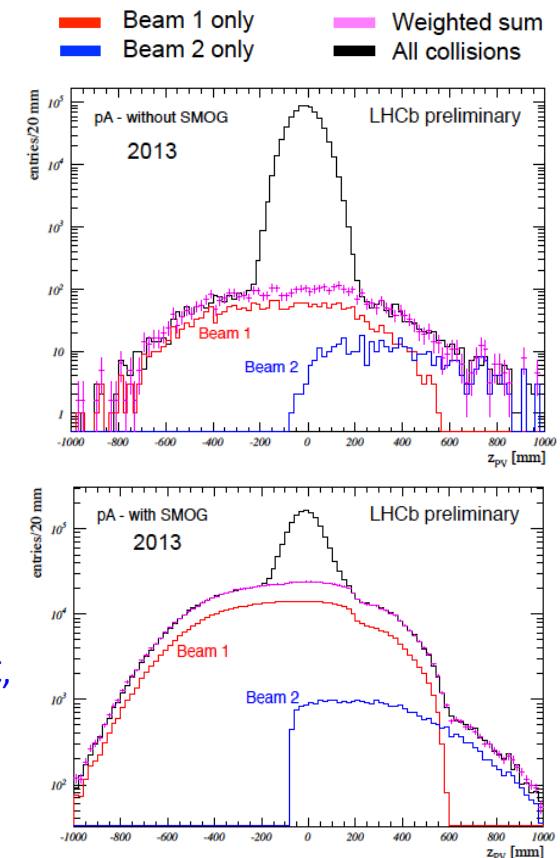 Beam 1 only
Weighted sum
Beam 2 only
All collisions
entries/20 mm
pA - without SMOG
LHCb preliminary
2013
10⁵
10⁴
10³
10²
10
1
Beam 1
Beam 2
-1000 -800 -600 -400 -200 0 200 400 600 800 1000
z_PV [mm]
entries/20 mm
pA - with SMOG
LHCb preliminary
2013
10⁵
10⁴
10³
10²
Beam 1
Beam 2
-1000 -800 -600 -400 -200 0 200 400 600 800 1000
z_PV [mm]